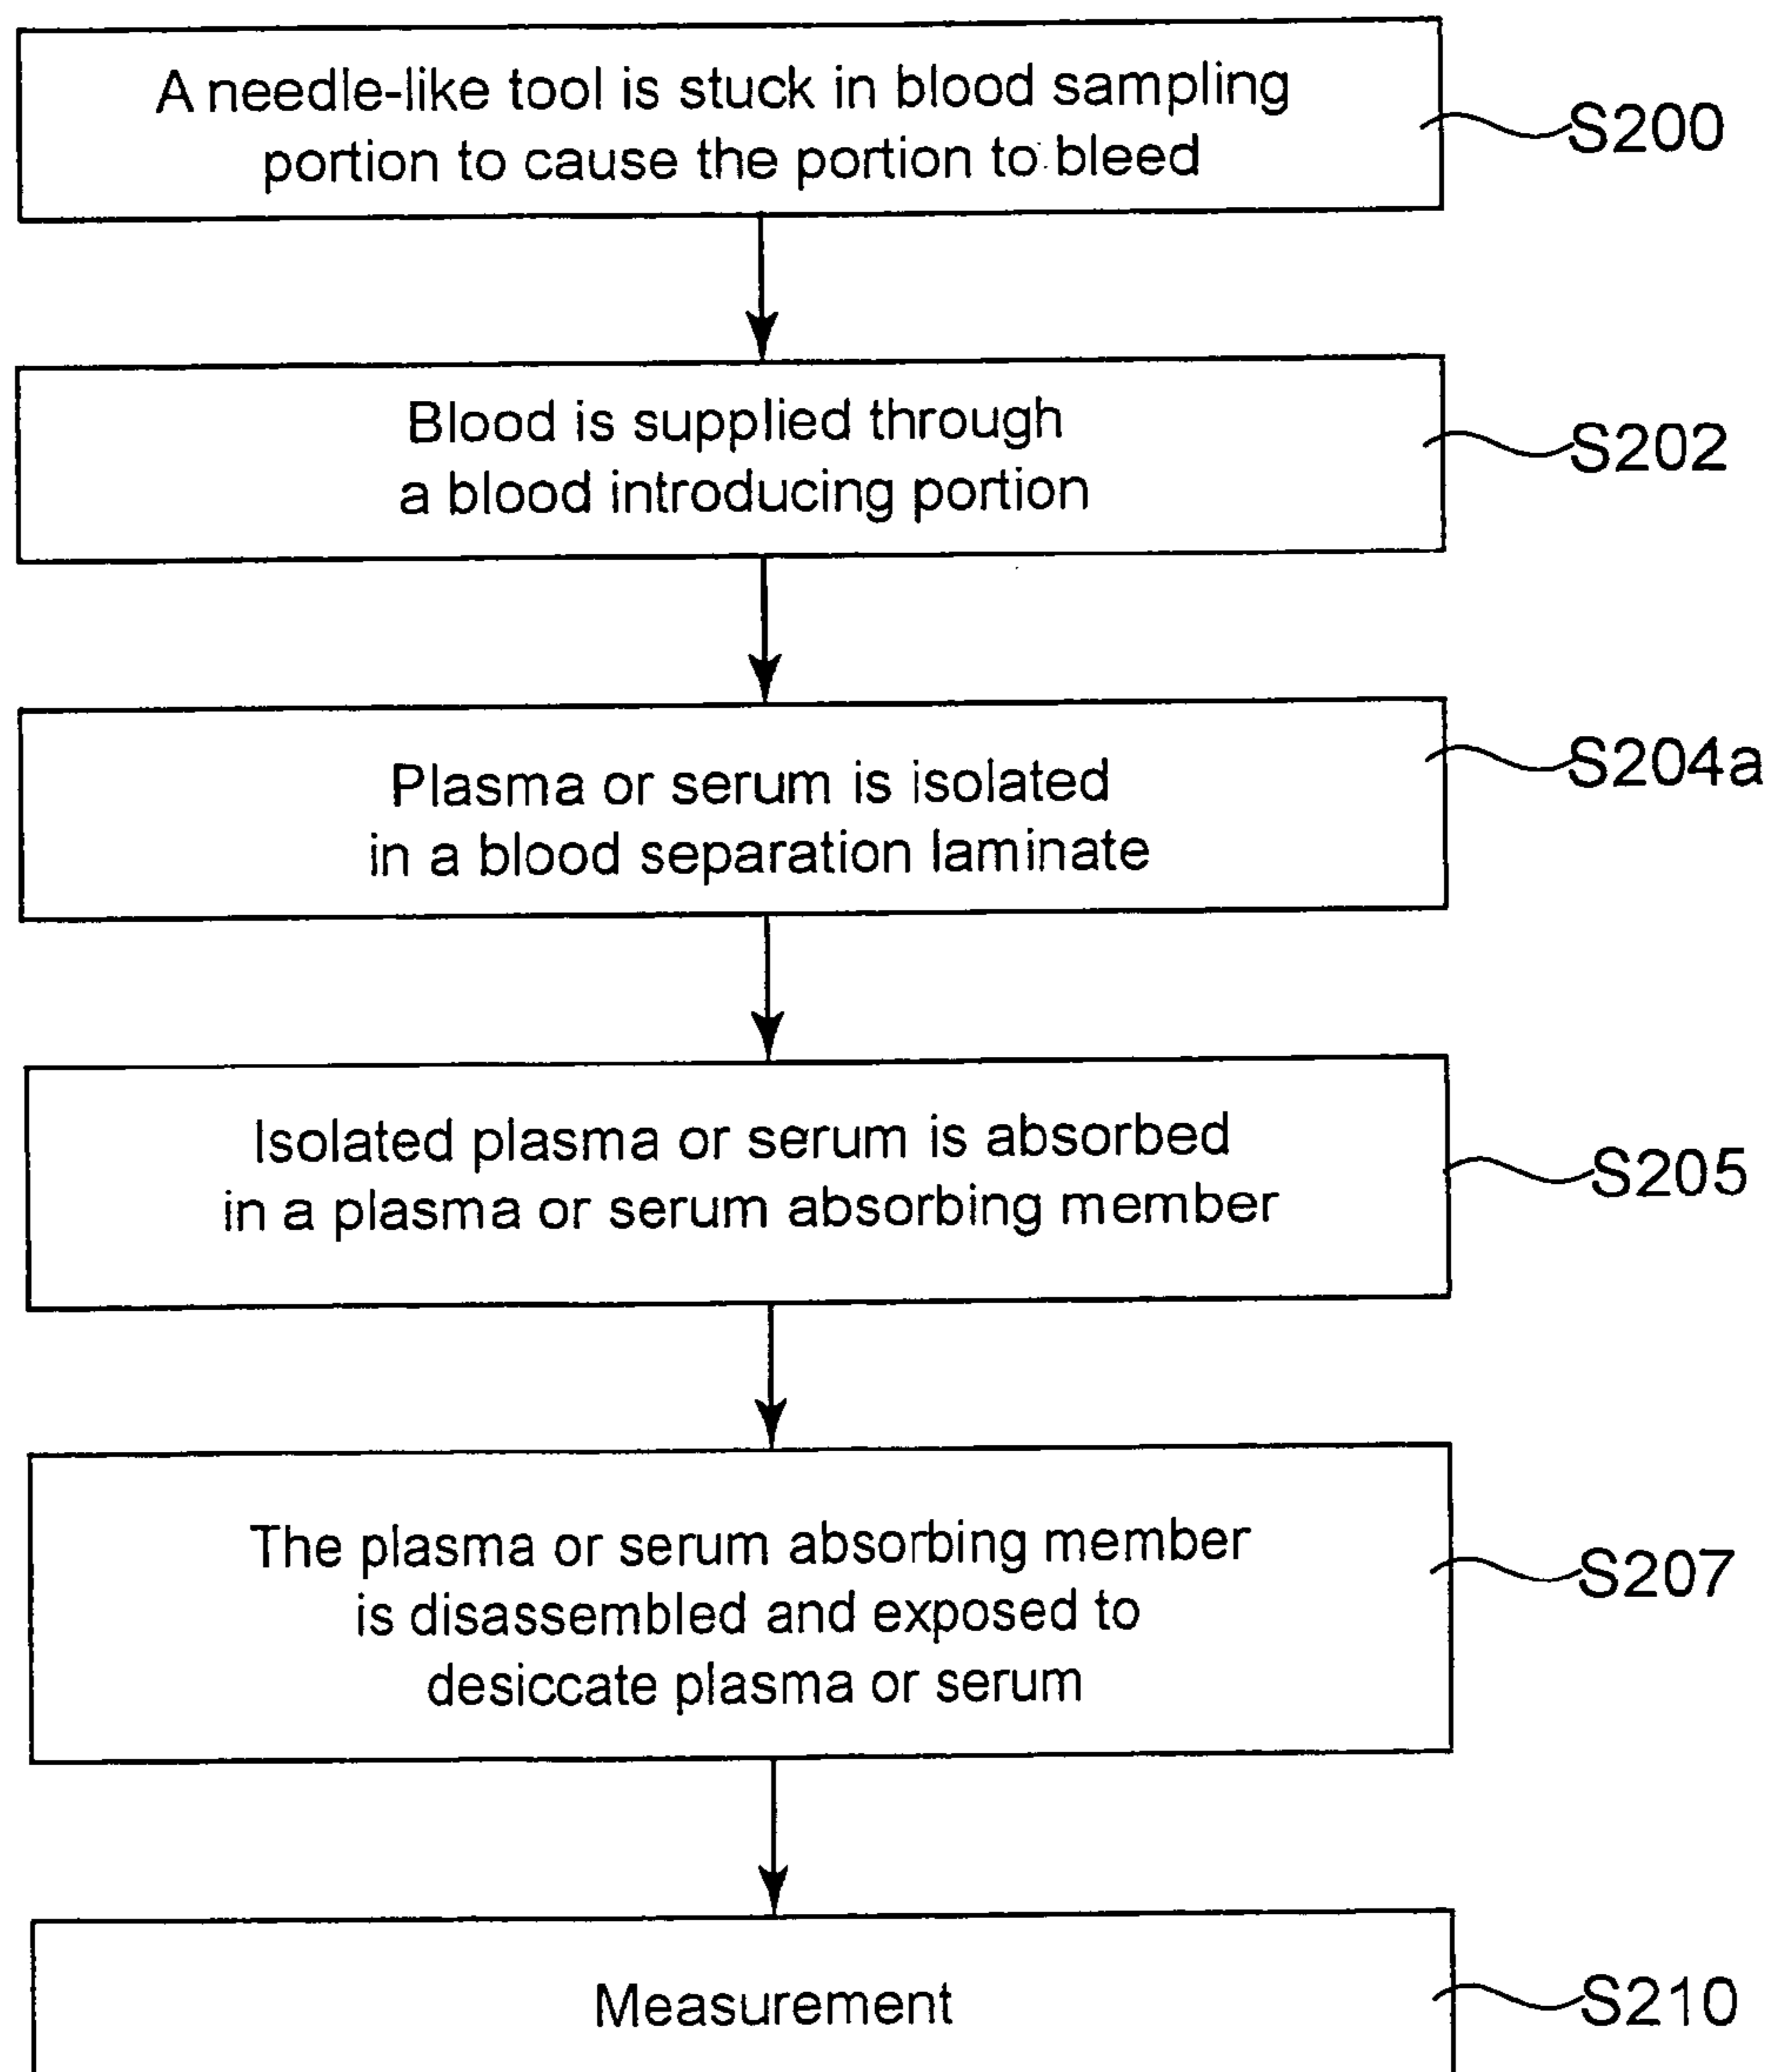 A needle-like tool is stuck in blood sampling
portion to cause the portion to bleed
S200
Blood is supplied through
a blood introducing portion
S202
Plasma or serum is isolated
in a blood separation laminate
S204a
Isolated plasma or serum is absorbed
in a plasma or serum absorbing member
S205
The plasma or serum absorbing member
is disassembled and exposed to
desiccate plasma or serum
S207
Measurement
S210